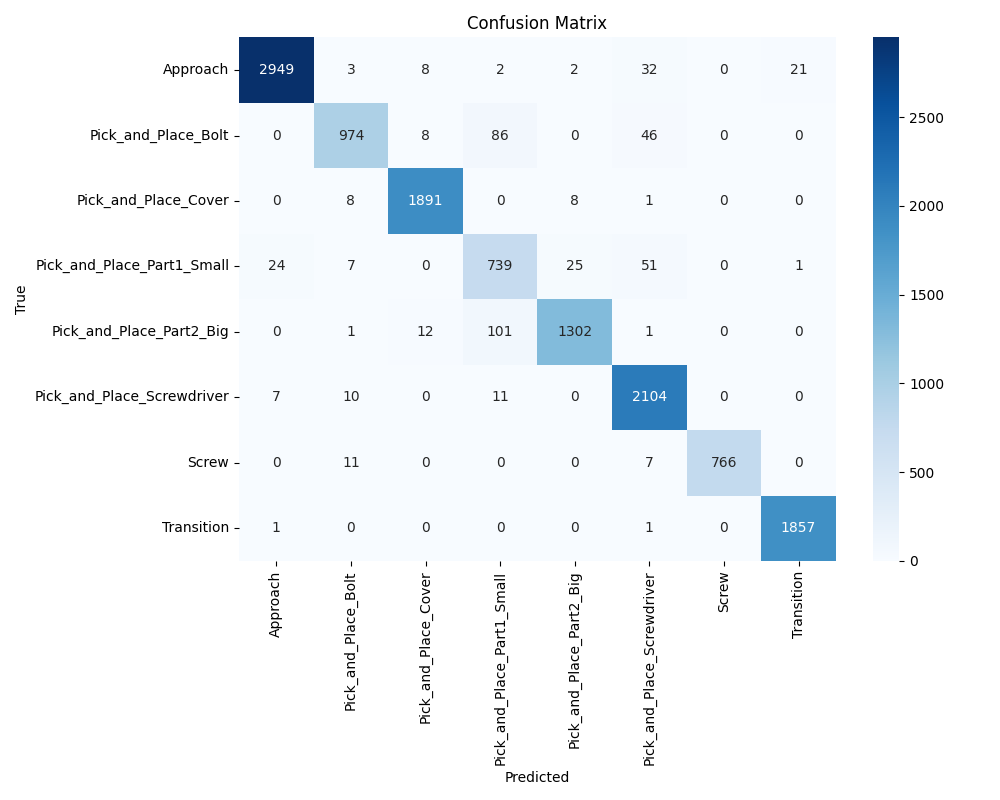 Confusion Matrix
True
Approach 2949 3 8 2 2 32 0 21
Pick_and_Place_Bolt 0 974 8 86 0 46 0 0
Pick_and_Place_Cover 0 8 1891 0 8 1 0 0
Pick_and_Place_Part1_Small 24 7 0 739 25 51 0 1
Pick_and_Place_Part2_Big 0 1 12 101 1302 1 0 0
Pick_and_Place_Screwdriver 7 10 0 11 0 2104 0 0
Screw 0 11 0 0 0 7 766 0
Transition 1 0 0 0 0 1 0 1857
Approach
Pick_and_Place_Bolt
Pick_and_Place_Cover
Pick_and_Place_Part1_Small
Pick_and_Place_Part2_Big
Pick_and_Place_Screwdriver
Screw
Transition
Predicted
2500
2000
1500
1000
500
0